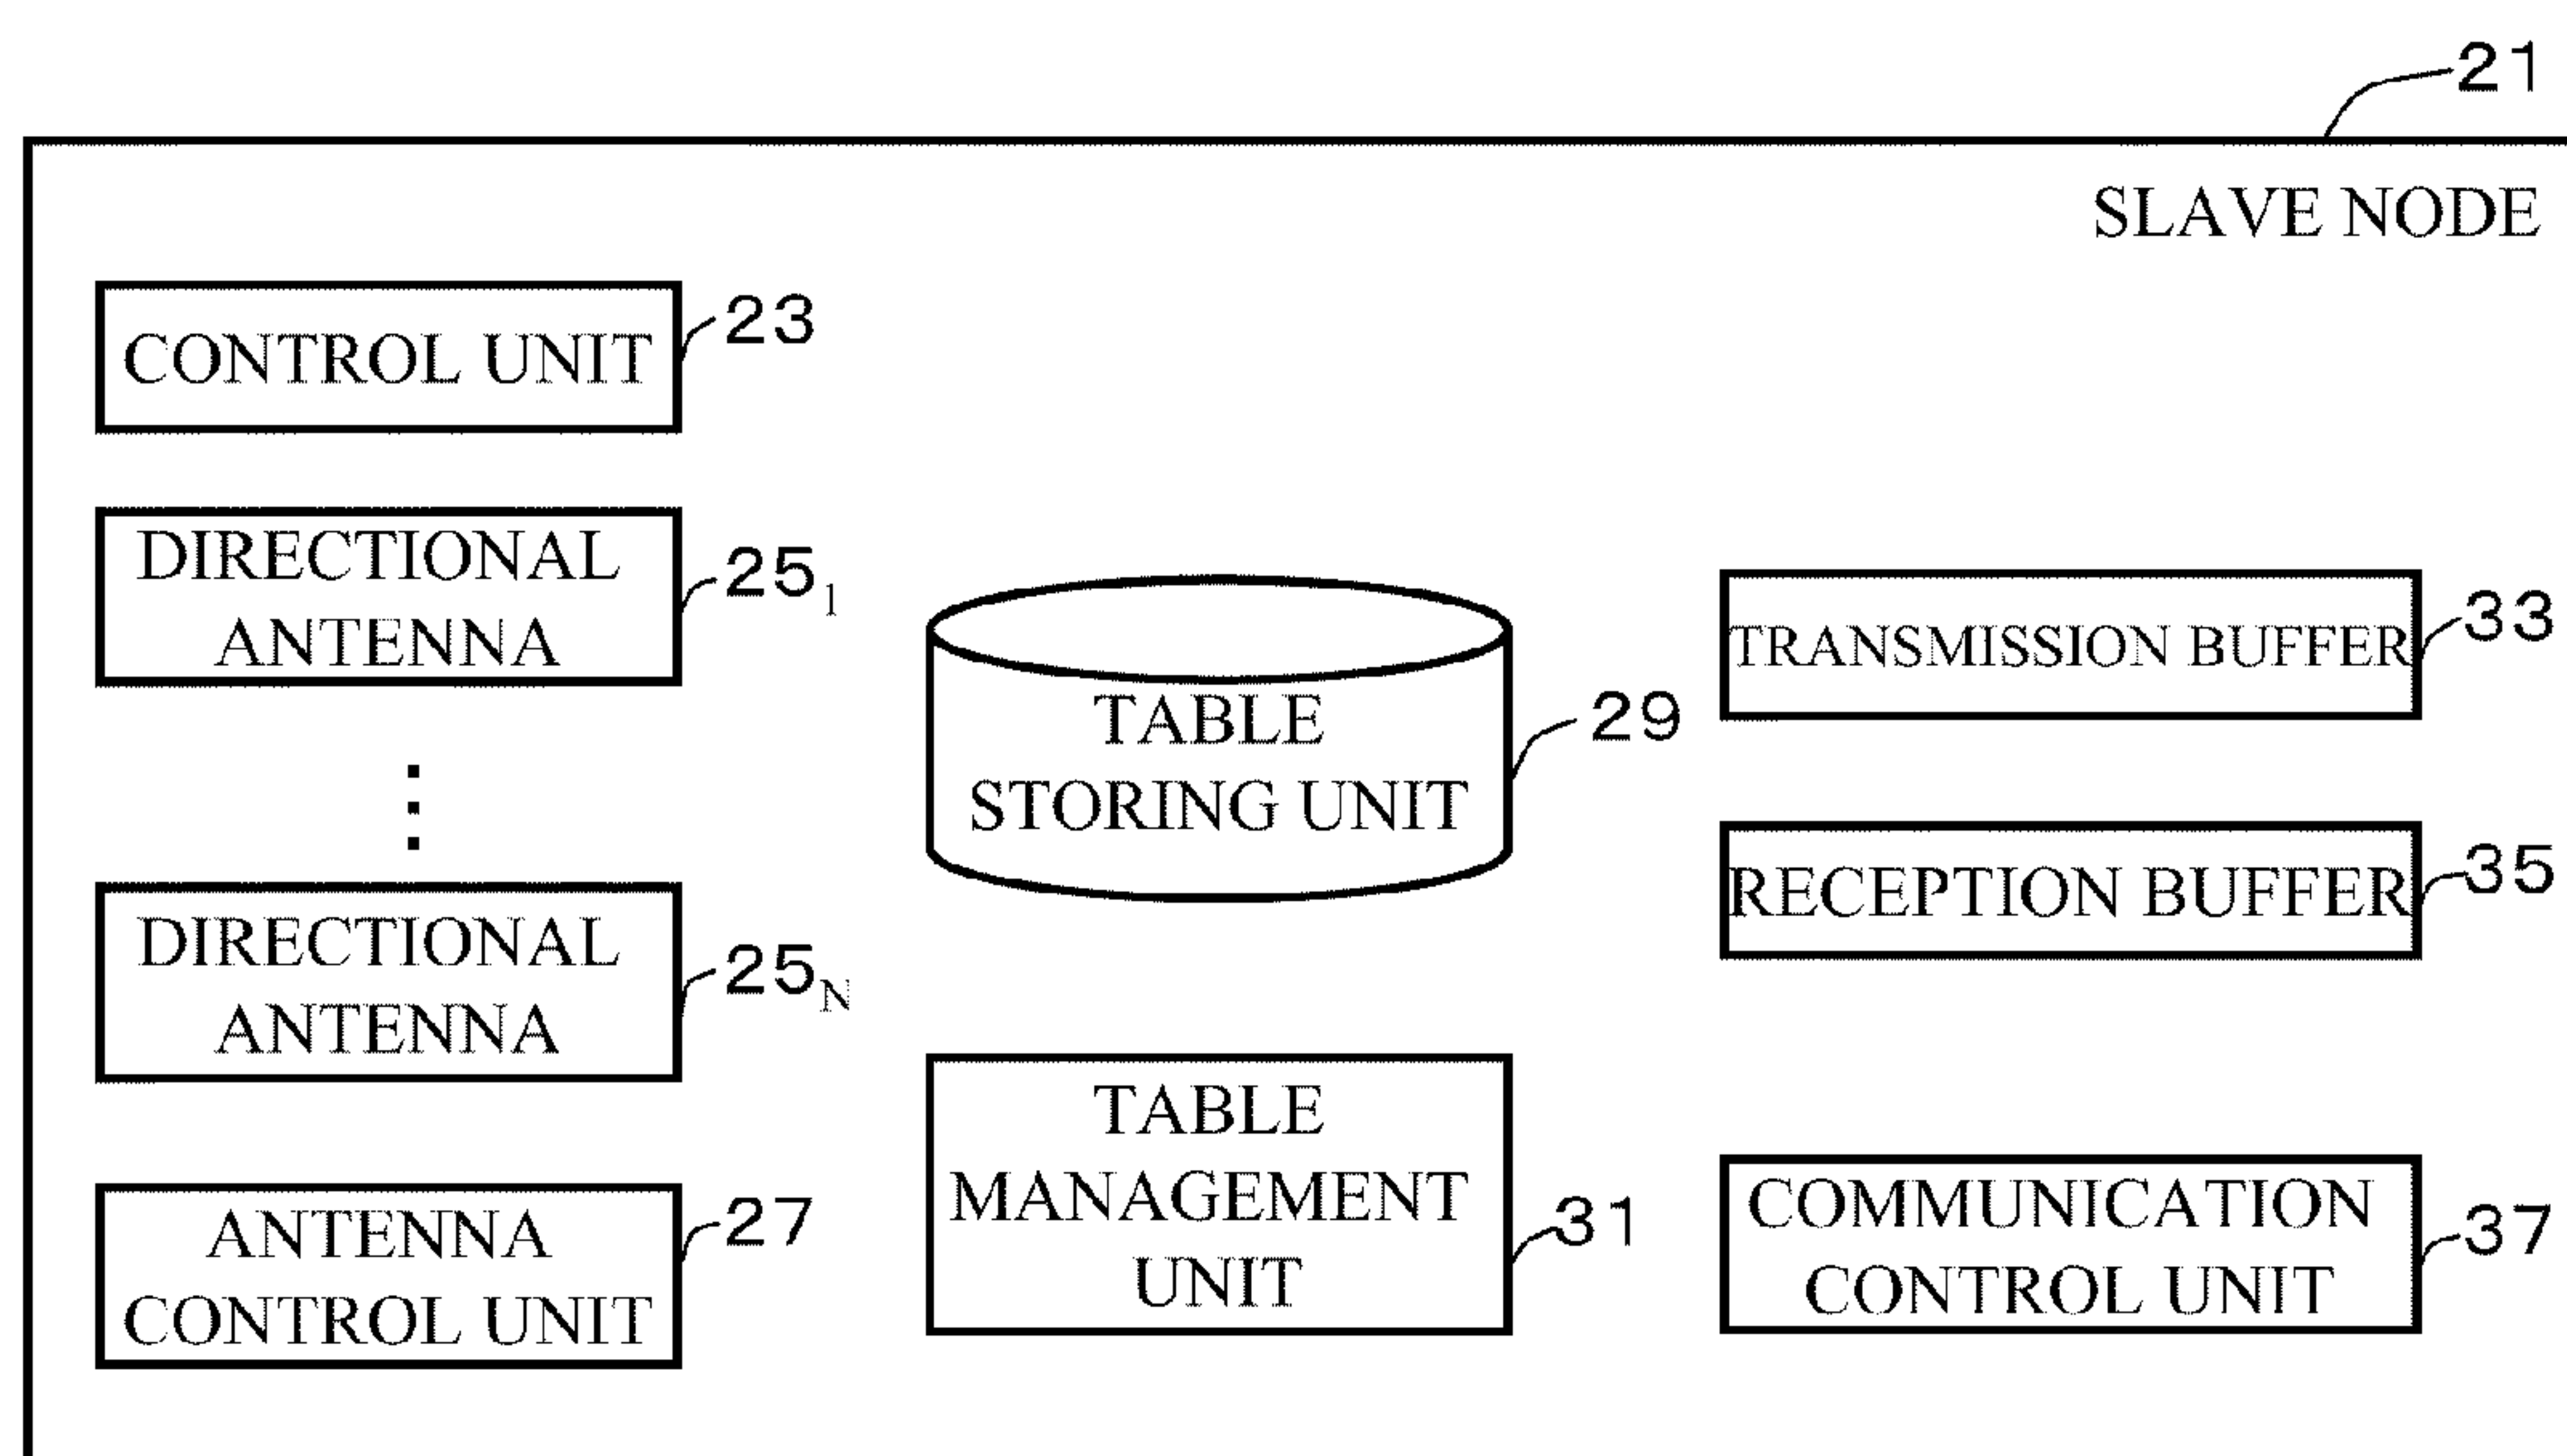 21
SLAVE NODE
CONTROL UNIT
23
DIRECTIONAL
ANTENNA
25₁
⋮
DIRECTIONAL
ANTENNA
25_N
ANTENNA
CONTROL UNIT
27
TABLE
STORING UNIT
29
TABLE
MANAGEMENT
UNIT
31
TRANSMISSION BUFFER
33
RECEPTION BUFFER
35
COMMUNICATION
CONTROL UNIT
37